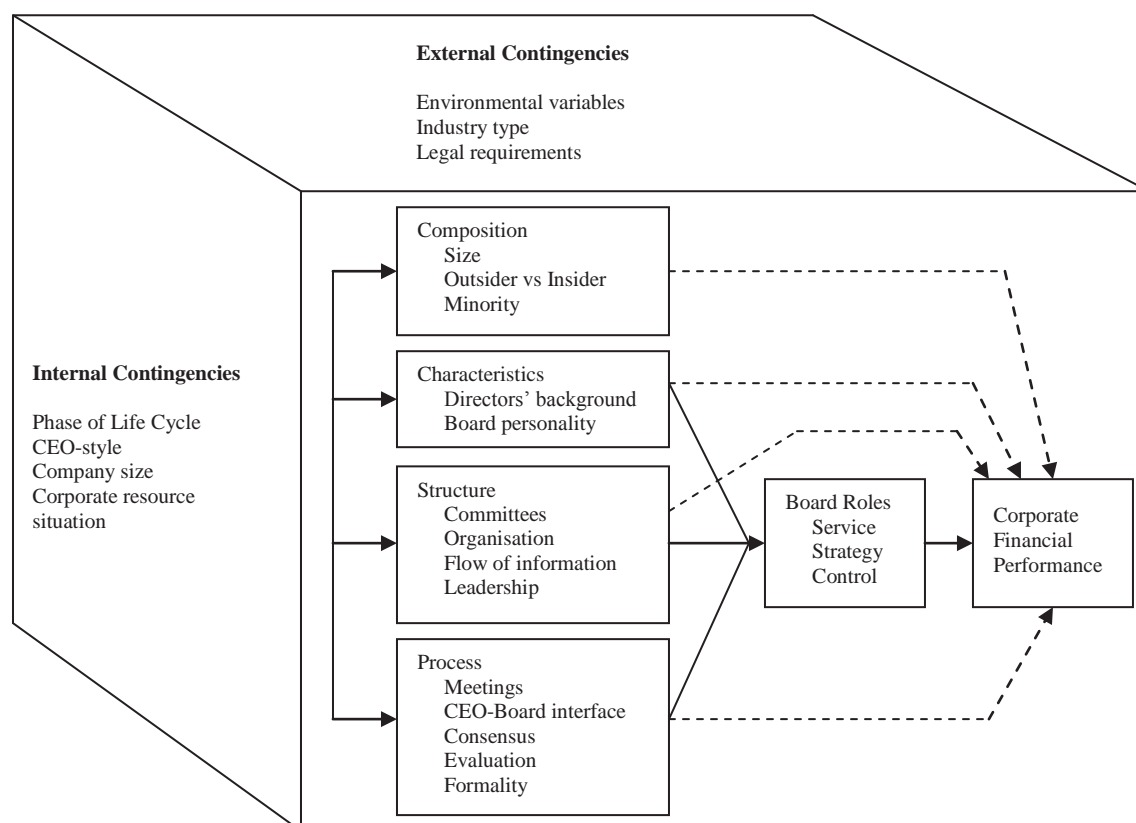 External Contingencies
Environmental variables
Industry type
Legal requirements
Internal Contingencies
Phase of Life Cycle
CEO-style
Company size
Corporate resource
situation
Composition
Size
Outsider vs Insider
Minority
Characteristics
Directors’ background
Board personality
Structure
Committees
Organisation
Flow of information
Leadership
Process
Meetings
CEO-Board interface
Consensus
Evaluation
Formality
Board Roles
Service
Strategy
Control
Corporate
Financial
Performance